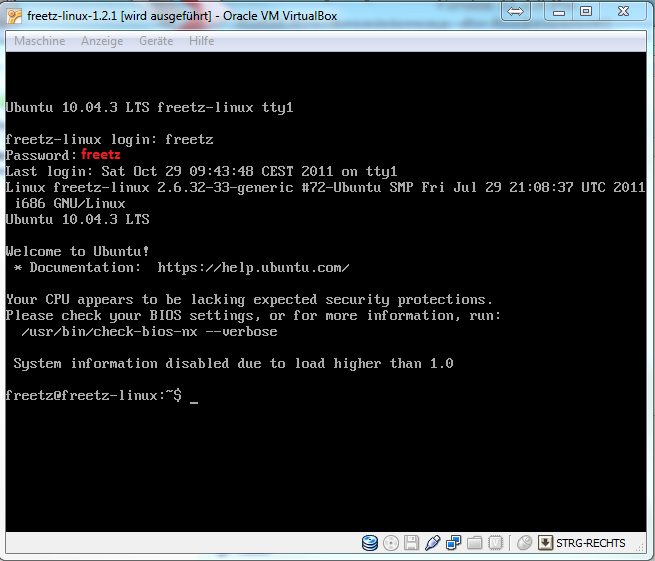 freetz-linux-1.2.1 [wird ausgeführt] - Oracle VM VirtualBox
Maschine Anzeige Geräte Hilfe
Ubuntu 10.04.3 LTS freetz-linux tty1
freetz-linux login: freetz
Password: freetz
Last login: Sat Oct 29 09:43:48 CEST 2011 on tty1
Linux freetz-linux 2.6.32-33-generic #72-Ubuntu SMP Fri Jul 29 21:08:37 UTC 2011
i686 GNU/Linux
Ubuntu 10.04.3 LTS
Welcome to Ubuntu!
* Documentation:  https://help.ubuntu.com/
Your CPU appears to be lacking expected security protections.
Please check your BIOS settings, or for more information, run:
/usr/bin/check-bios-nx --verbose
System information disabled due to load higher than 1.0
freetz@freetz-linux:~$ _
STRG-RECHTS